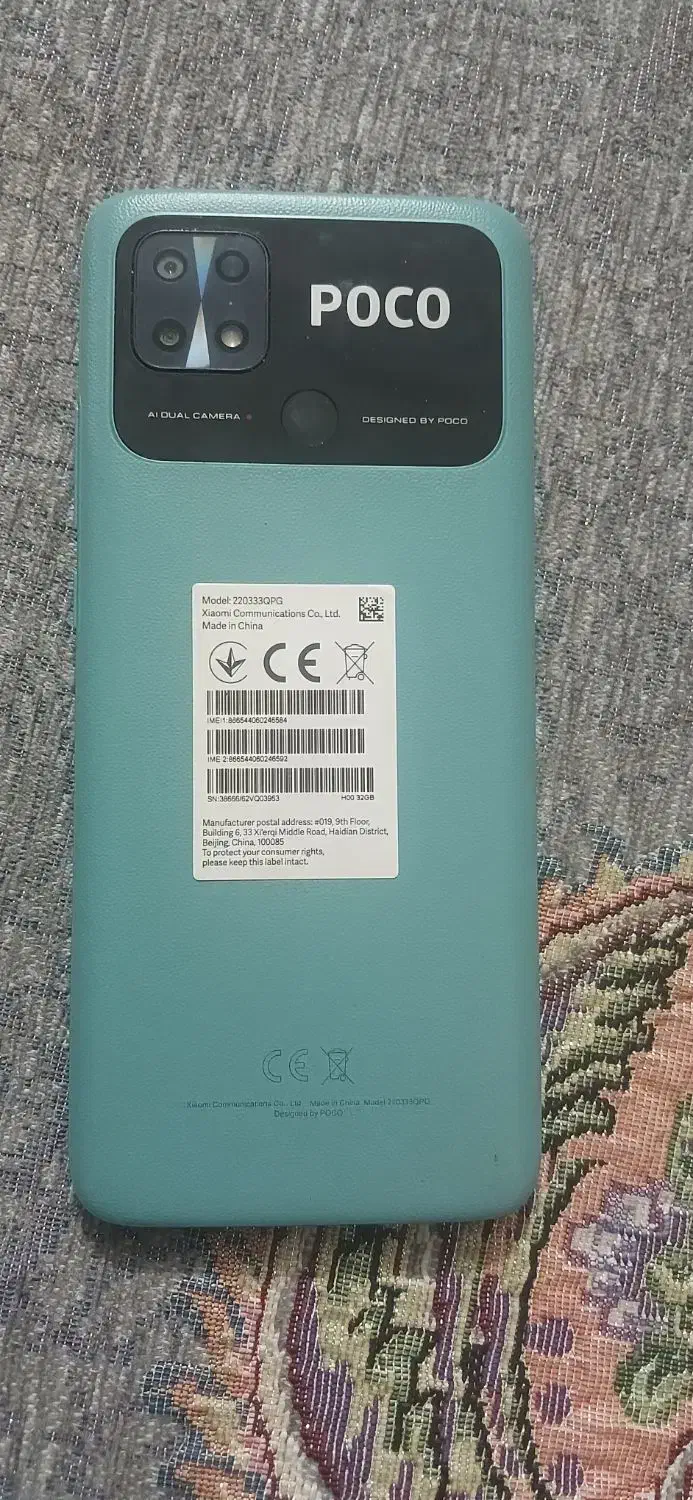 POCO
AI DUAL CAMERA
DESIGNED BY POCO
Model: 220333QPG
Xiaomi Communications Co., Ltd.
Made in China
CE
IMEI1:866544060246584
IME 2:866544060246592
SN:38666/62VQ03953 H00 32GB
Manufacturer postal address: #019, 9th Floor,
Building 6, 33 Xi'erqi Middle Road, Haidian District,
Beijing, China, 100085
To protect your consumer rights,
please keep this label intact.
CE
Xiaomi Communications Co., Ltd. Made in China Model:220333QPG
Designed by POCO